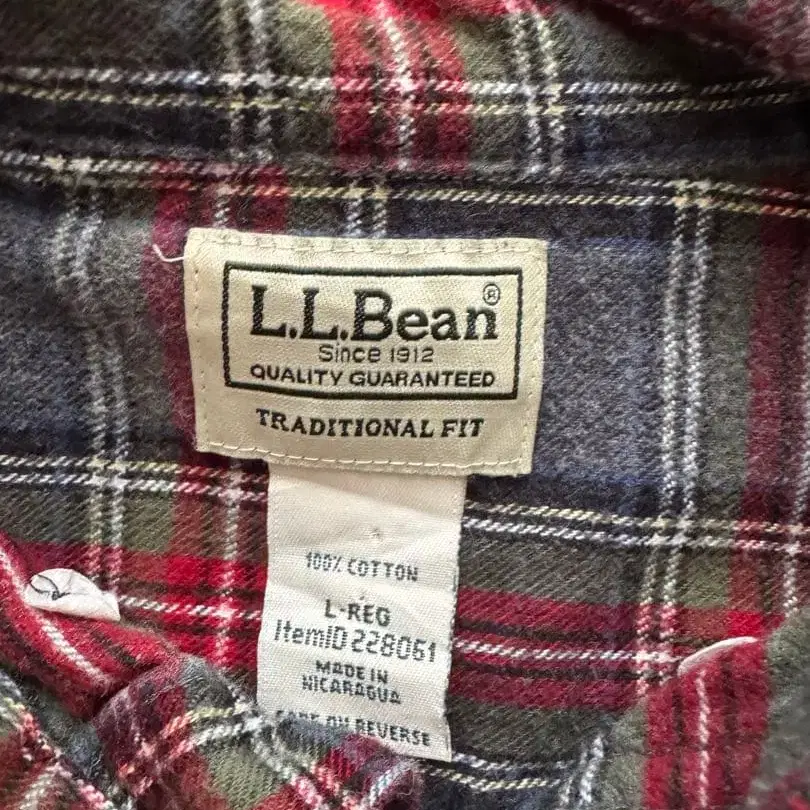 L.L.Bean®
Since 1912
QUALITY GUARANTEED
TRADITIONAL FIT
100% COTTON
L-REG
ItemID 228061
MADE IN
NICARAGUA
CARE ON REVERSE